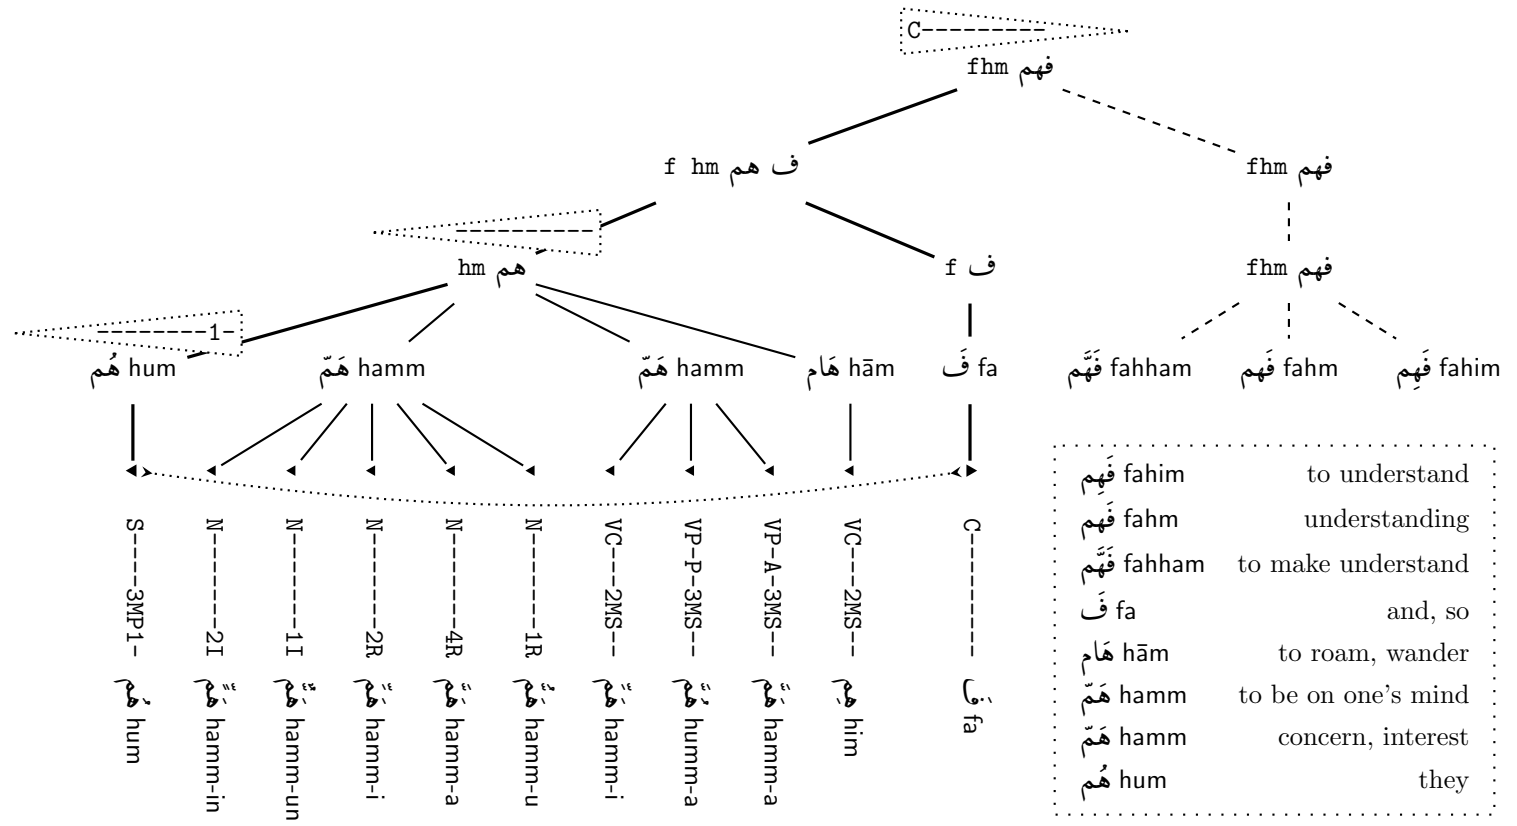 C---------
fhm فهم
f hm ف هم
fhm فهم
----------
hm هم
f ف
fhm فهم
--------1-
هُم hum
هَمّ hamm
هَمّ hamm
هَام hām
فَ fa
فَهَّم fahham
فَهم fahm
فَهِم fahim
S----3MP1- هُم hum
N-------2I هَمٍّ hamm-in
N-------1I هَمٌّ hamm-un
N-------2R هَمِّ hamm-i
N-------4R هَمَّ hamm-a
N-------1R هَمُّ hamm-u
VC---2MS-- هَمِّ hamm-i
VP-P-3MS-- هُمَّ humm-a
VP-A-3MS-- هَمَّ hamm-a
VC---2MS-- هِم him
C--------- فَ fa
فَهِم fahim to understand
فَهم fahm understanding
فَهَّم fahham to make understand
فَ fa and, so
هَام hām to roam, wander
هَمّ hamm to be on one's mind
هَمّ hamm concern, interest
هُم hum they